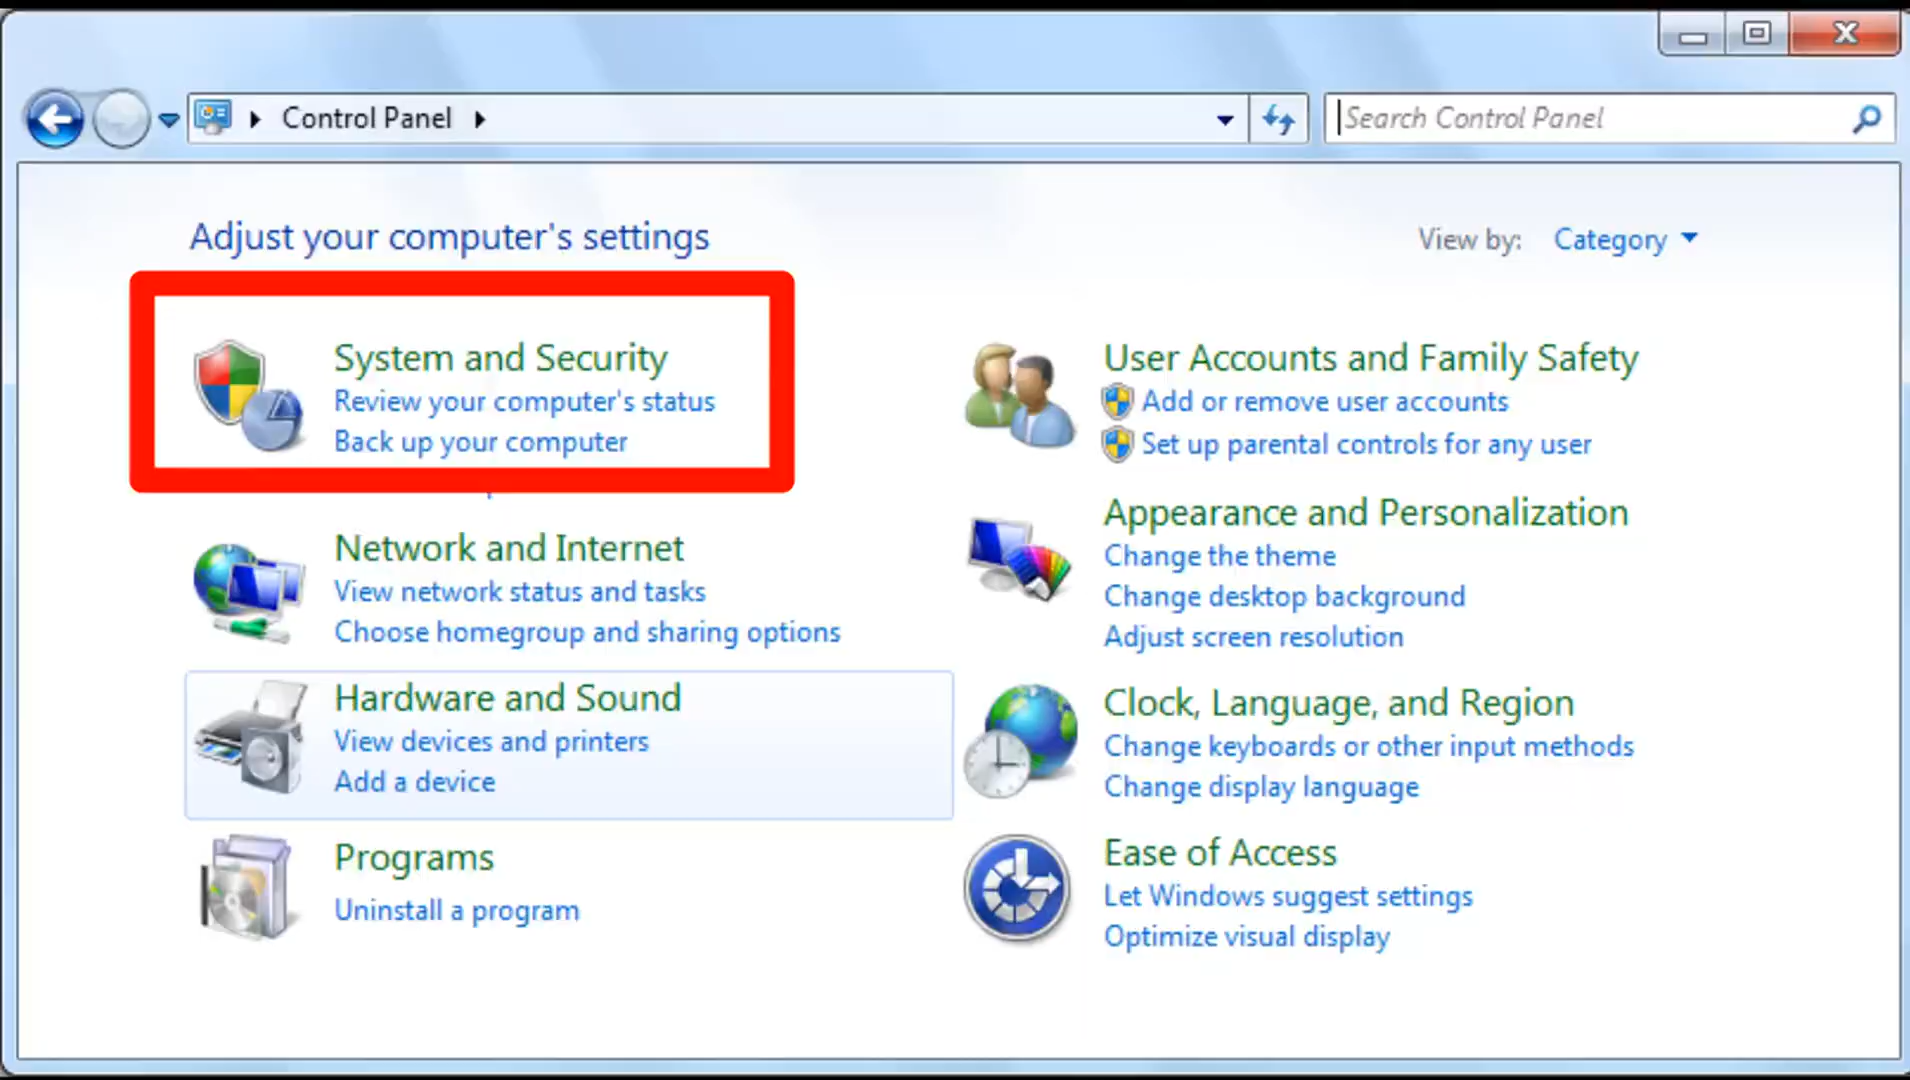 Control Panel
Search Control Panel
Adjust your computer's settings
View by: Category
System and Security
Review your computer's status
Back up your computer
Network and Internet
View network status and tasks
Choose homegroup and sharing options
Hardware and Sound
View devices and printers
Add a device
Programs
Uninstall a program
User Accounts and Family Safety
Add or remove user accounts
Set up parental controls for any user
Appearance and Personalization
Change the theme
Change desktop background
Adjust screen resolution
Clock, Language, and Region
Change keyboards or other input methods
Change display language
Ease of Access
Let Windows suggest settings
Optimize visual display